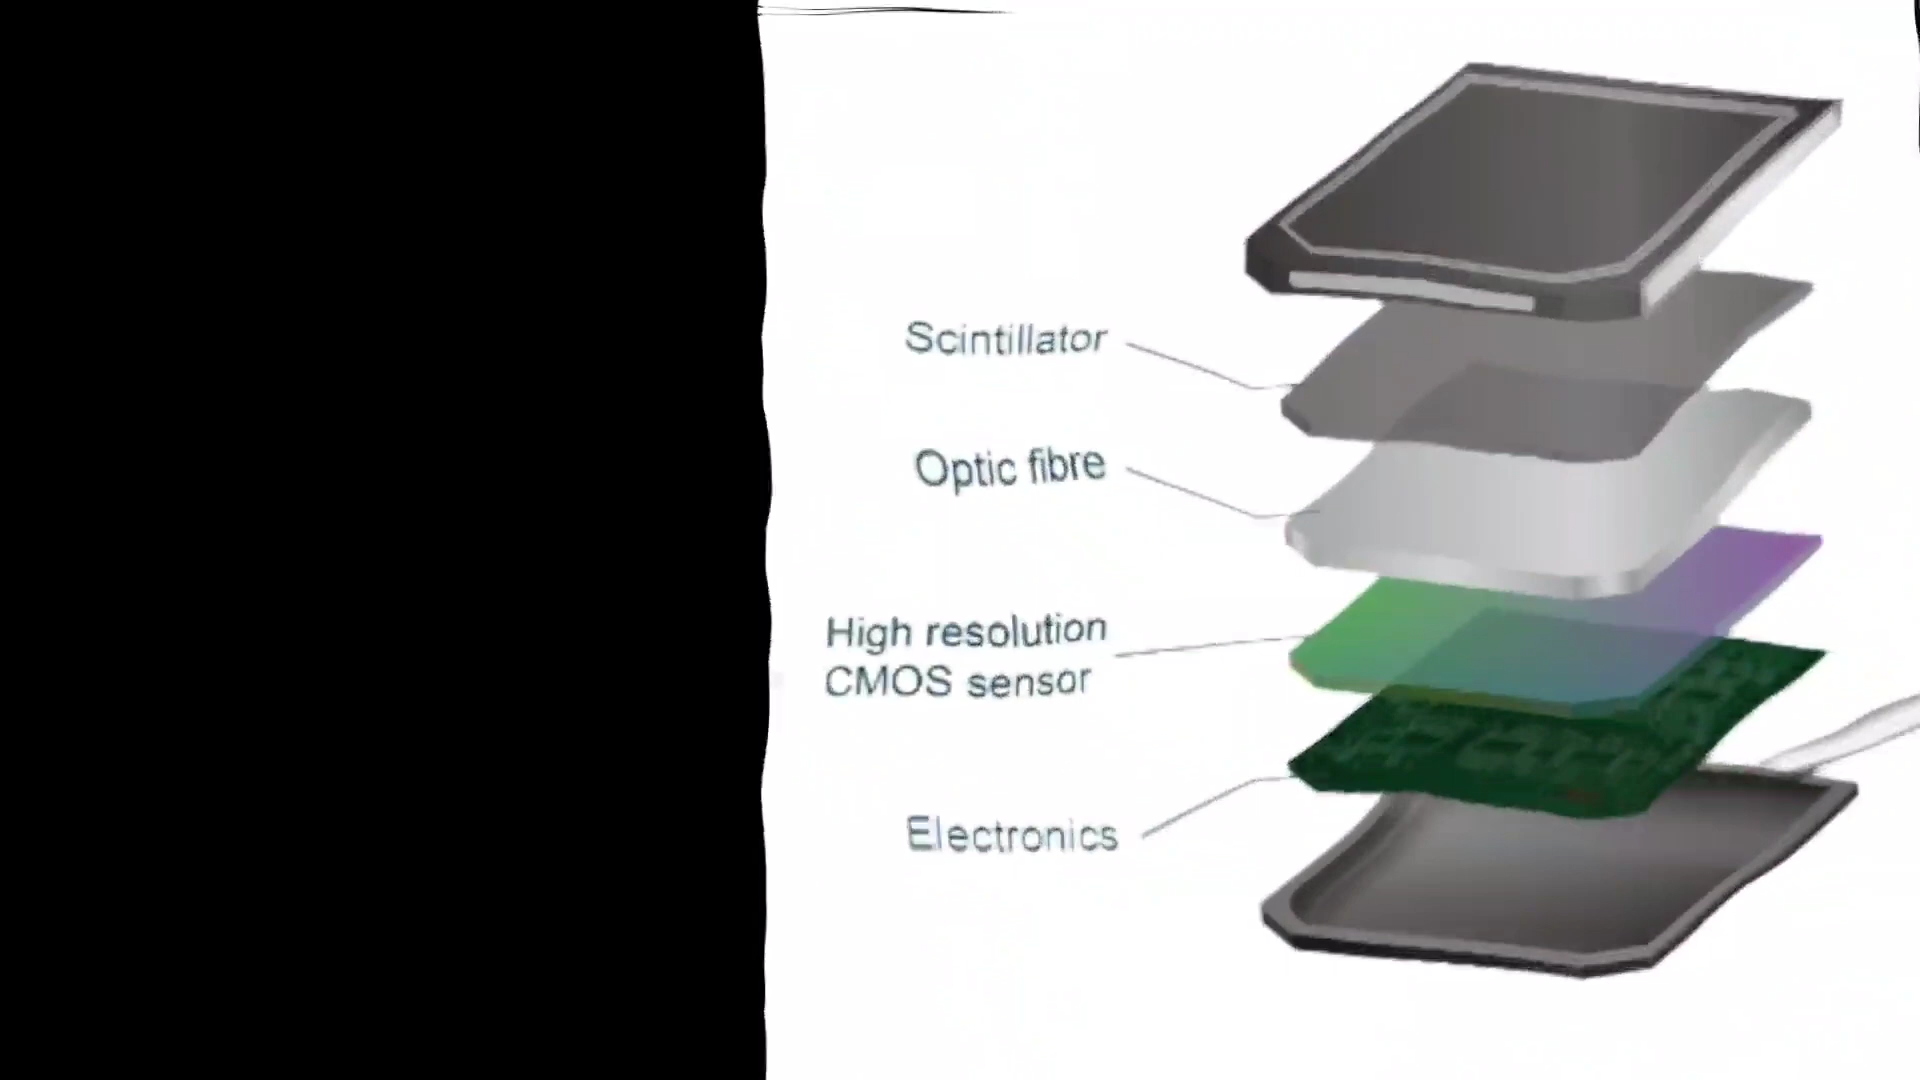 Scintillator
Optic fibre
High resolution
CMOS sensor
Electronics